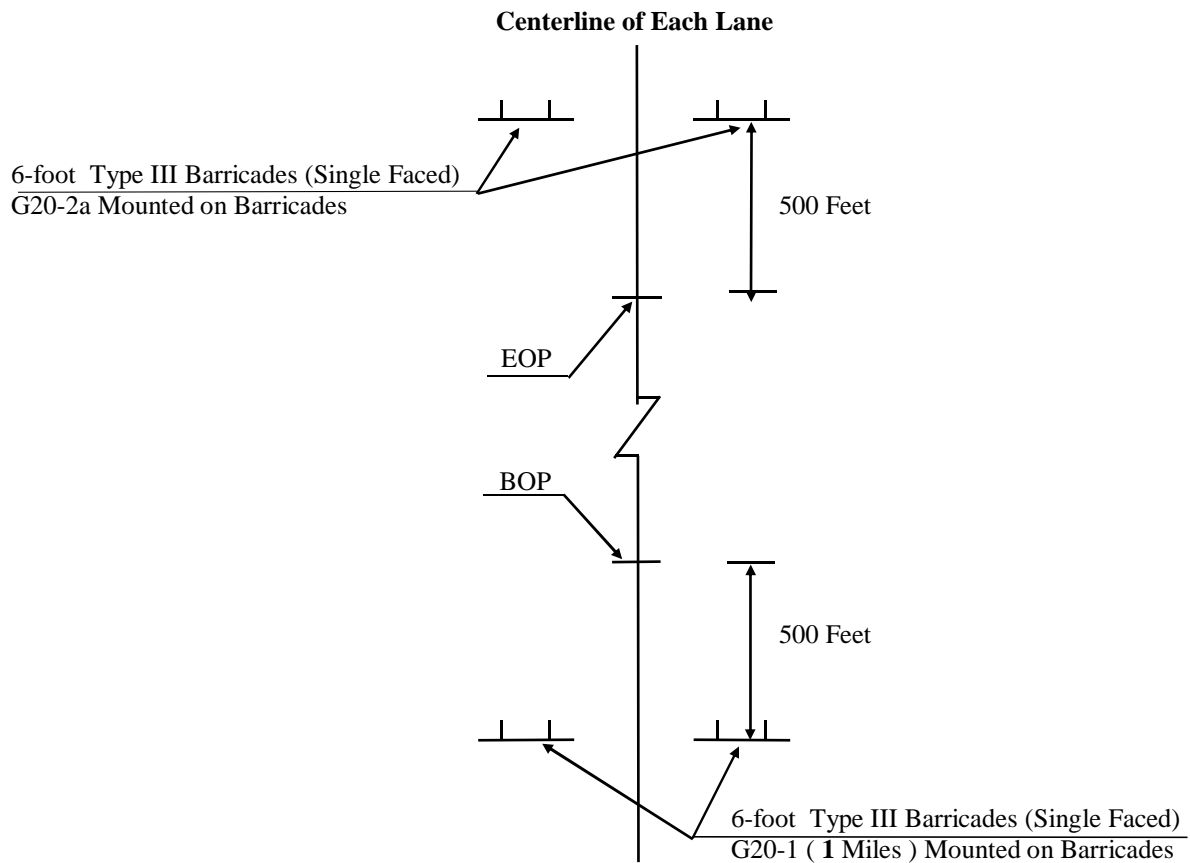 Centerline of Each Lane
6-foot Type III Barricades (Single Faced)
G20-2a Mounted on Barricades
500 Feet
EOP
BOP
500 Feet
6-foot Type III Barricades (Single Faced)
G20-1 ( 1 Miles ) Mounted on Barricades